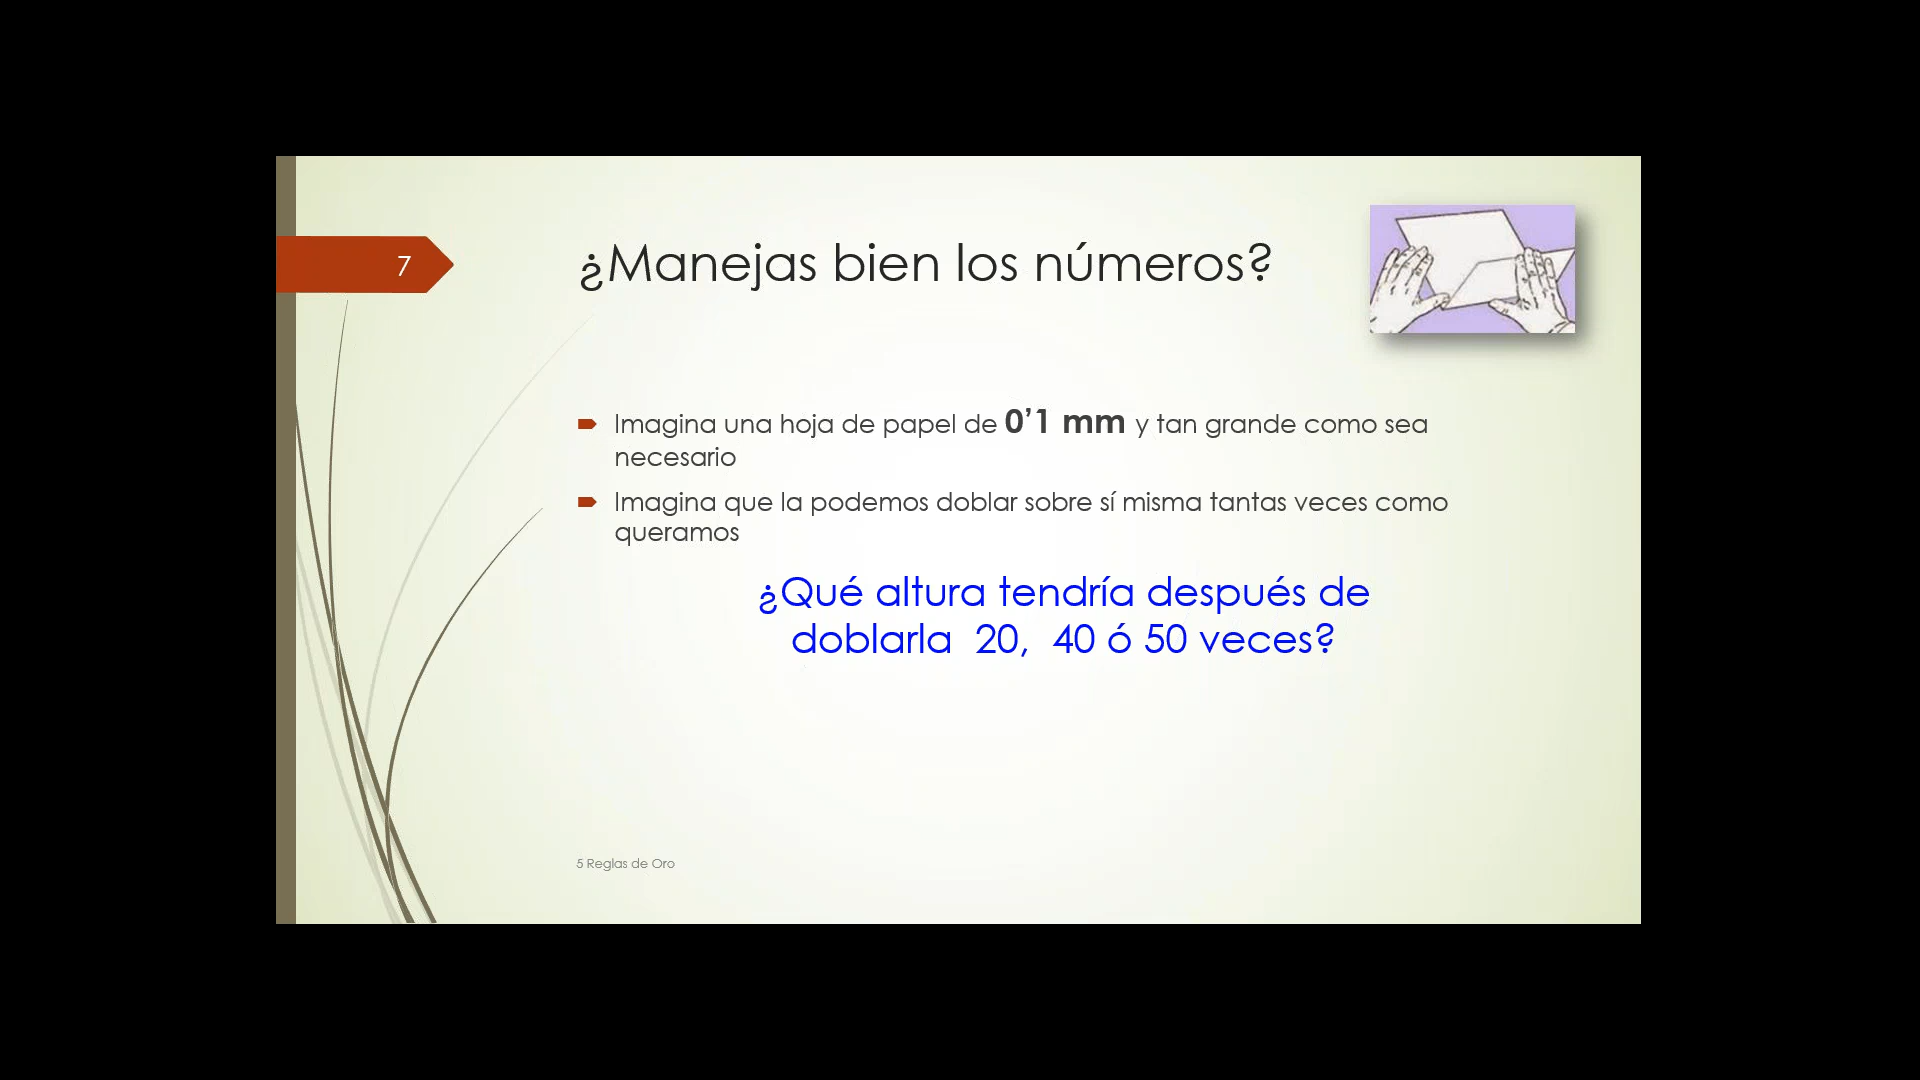 7
¿Manejas bien los números?
Imagina una hoja de papel de 0’1 mm y tan grande como sea
necesario
Imagina que la podemos doblar sobre sí misma tantas veces como
queramos
¿Qué altura tendría después de
doblarla 20, 40 ó 50 veces?
5 Reglas de Oro